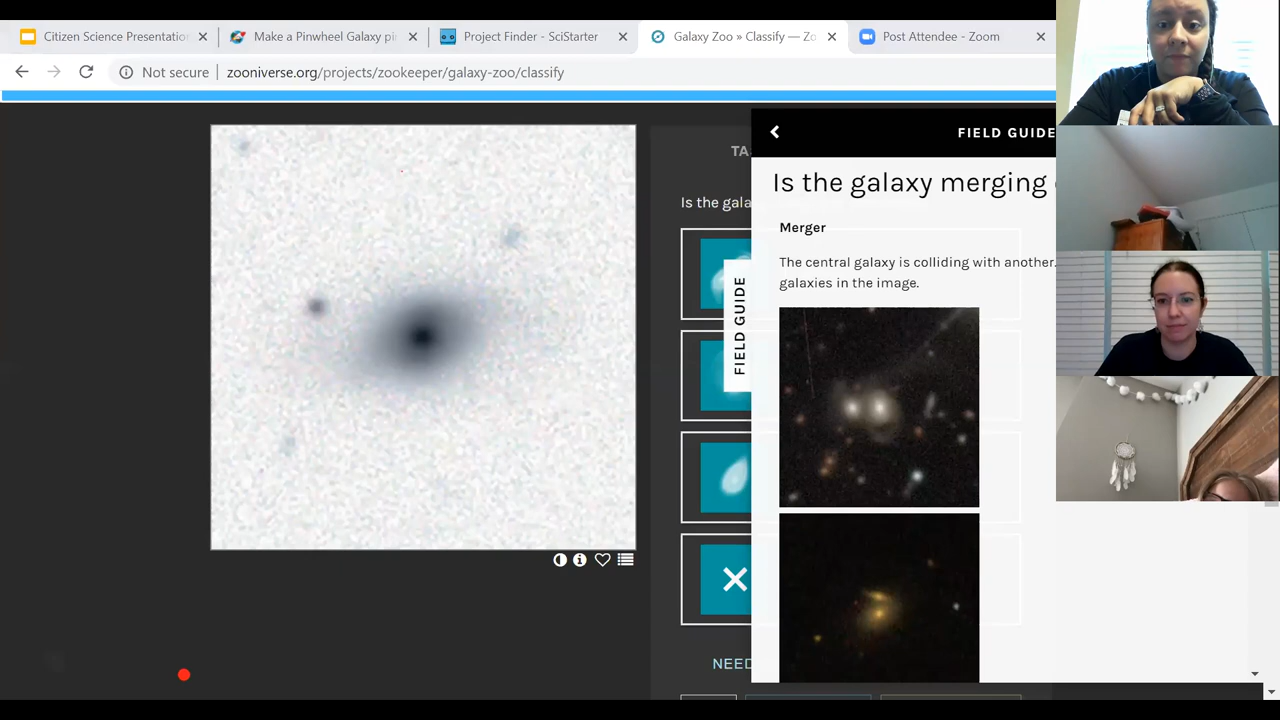 Citizen Science Presentation
Make a Pinwheel Galaxy pi
Project Finder - SciStarter
Galaxy Zoo » Classify — Zo
Post Attendee - Zoom
Not secure
zooniverse.org/projects/zookeeper/galaxy-zoo/classify
TA
FIELD GUIDE
Is the galaxy merging
Is the gala
Merger
The central galaxy is colliding with another.
galaxies in the image.
FIELD GUIDE
NEED